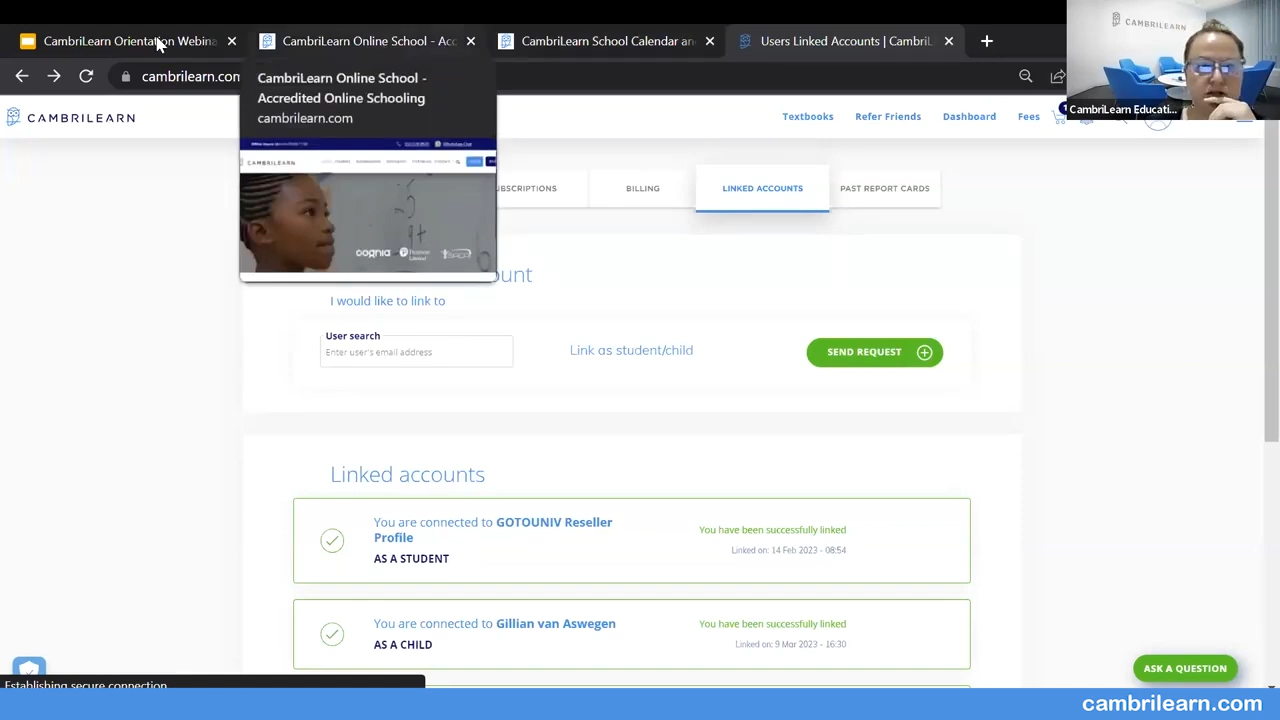 CambriLearn Orientation Webina
CambriLearn Online School - Acc
CambriLearn School Calendar an
Users Linked Accounts | Cambril
cambrilearn.com
CambriLearn Online School -
Accredited Online Schooling
cambrilearn.com
CAMBRILEARN
CambriLearn Educati...
CAMBRILEARN
Textbooks
Refer Friends
Dashboard
Fees
CAMBRILEARN
cognia
UBSCRIPTIONS
BILLING
LINKED ACCOUNTS
PAST REPORT CARDS
ount
I would like to link to
User search
Enter user's email address
Link as student/child
SEND REQUEST
Linked accounts
You are connected to GOTOUNIV Reseller
Profile
AS A STUDENT
You have been successfully linked
Linked on: 14 Feb 2023 - 08:54
You are connected to Gillian van Aswegen
AS A CHILD
You have been successfully linked
Linked on: 9 Mar 2023 - 16:30
ASK A QUESTION
Establishing secure connection
cambrilearn.com